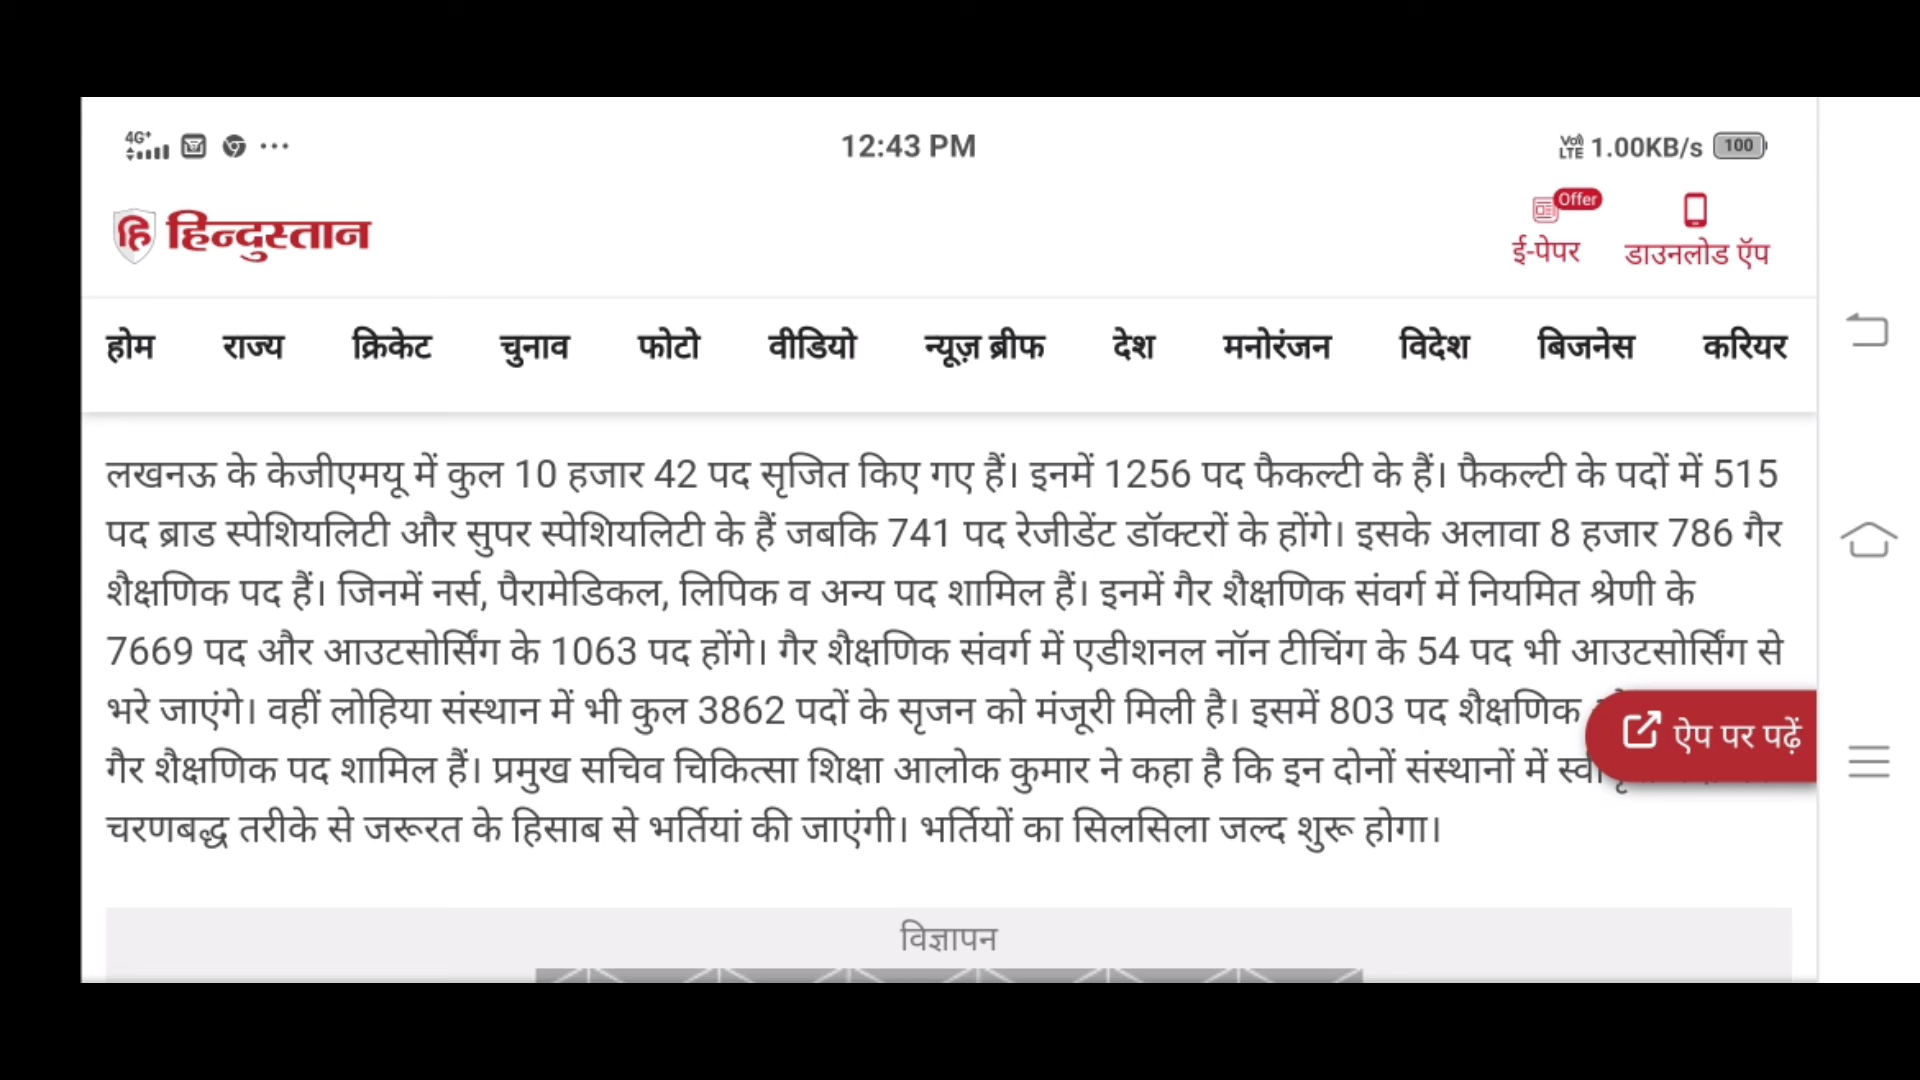 4G+ ... 12:43 PM Vo) LTE 1.00KB/s 100
हि हिन्दुस्तान
Offer
ई-पेपर डाउनलोड ऍप
होम राज्य क्रिकेट चुनाव फोटो वीडियो न्यूज़ ब्रीफ देश मनोरंजन विदेश बिजनेस करियर
लखनऊ के केजीएमयू में कुल 10 हजार 42 पद सृजित किए गए हैं। इनमें 1256 पद फैकल्टी के हैं। फैकल्टी के पदों में 515
पद ब्राड स्पेशियलिटी और सुपर स्पेशियलिटी के हैं जबकि 741 पद रेजीडेंट डॉक्टरों के होंगे। इसके अलावा 8 हजार 786 गैर
शैक्षणिक पद हैं। जिनमें नर्स, पैरामेडिकल, लिपिक व अन्य पद शामिल हैं। इनमें गैर शैक्षणिक संवर्ग में नियमित श्रेणी के
7669 पद और आउटसोर्सिंग के 1063 पद होंगे। गैर शैक्षणिक संवर्ग में एडीशनल नॉन टीचिंग के 54 पद भी आउटसोर्सिंग से
भरे जाएंगे। वहीं लोहिया संस्थान में भी कुल 3862 पदों के सृजन को मंजूरी मिली है। इसमें 803 पद शैक्षणिक
ऐप पर पढ़ें
गैर शैक्षणिक पद शामिल हैं। प्रमुख सचिव चिकित्सा शिक्षा आलोक कुमार ने कहा है कि इन दोनों संस्थानों में
चरणबद्ध तरीके से जरूरत के हिसाब से भर्तियां की जाएंगी। भर्तियों का सिलसिला जल्द शुरू होगा।
विज्ञापन